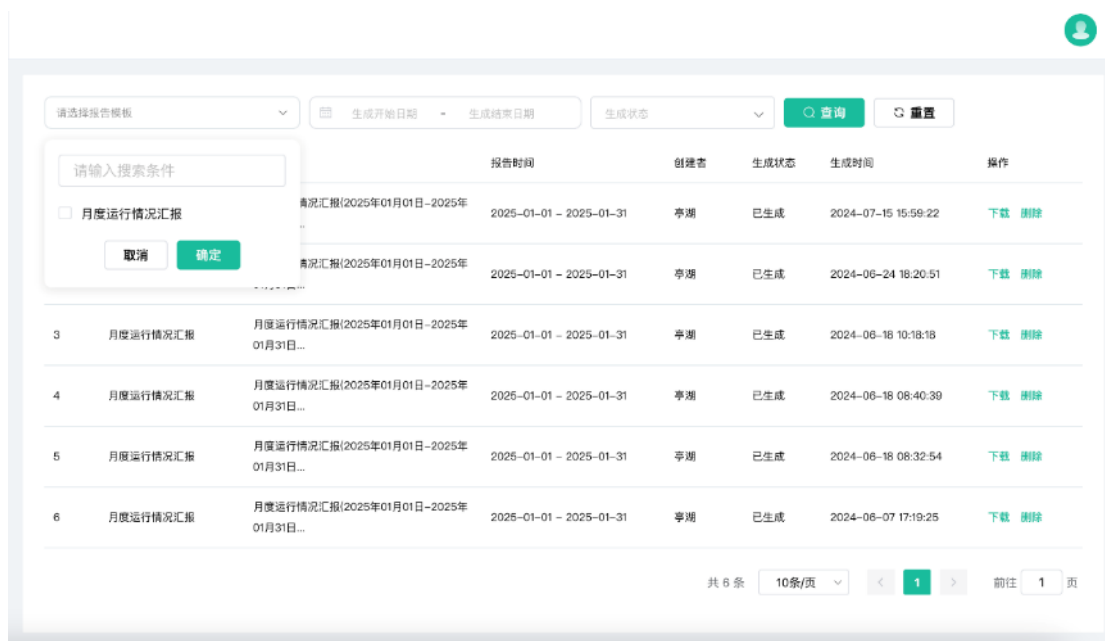 请选择报告模板
生成开始日期 - 生成结束日期
生成状态
查询
重置
请输入搜索条件
月度运行情况汇报
取消 确定
报告时间 创建者 生成状态 生成时间 操作
情况汇报(2025年01月01日-2025年 2025-01-01 - 2025-01-31 亭湖 已生成 2024-07-15 15:59:22 下载 删除
情况汇报(2025年01月01日-2025年 2025-01-01 - 2025-01-31 亭湖 已生成 2024-06-24 18:20:51 下载 删除
3 月度运行情况汇报 月度运行情况汇报(2025年01月01日-2025年 2025-01-01 - 2025-01-31 亭湖 已生成 2024-06-18 10:18:18 下载 删除
01月31日...
4 月度运行情况汇报 月度运行情况汇报(2025年01月01日-2025年 2025-01-01 - 2025-01-31 亭湖 已生成 2024-06-18 08:40:39 下载 删除
01月31日...
5 月度运行情况汇报 月度运行情况汇报(2025年01月01日-2025年 2025-01-01 - 2025-01-31 亭湖 已生成 2024-06-18 08:32:54 下载 删除
01月31日...
6 月度运行情况汇报 月度运行情况汇报(2025年01月01日-2025年 2025-01-01 - 2025-01-31 亭湖 已生成 2024-06-07 17:19:25 下载 删除
01月31日...
共 6 条 10条/页 < 1 > 前往 1 页